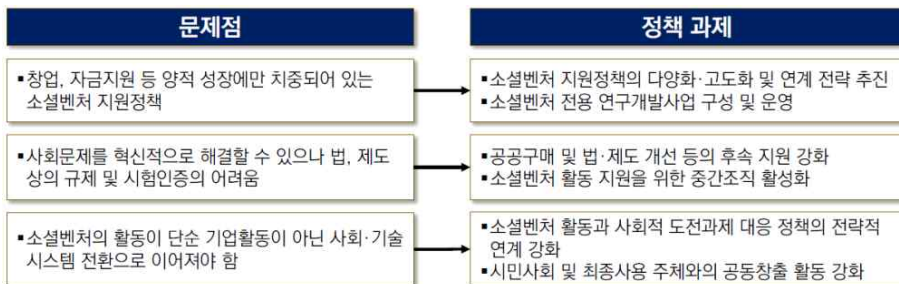 문제점
정책 과제
▪창업, 자금지원 등 양적 성장에만 치중되어 있는
소셜벤처 지원정책
▪소셜벤처 지원정책의 다양화·고도화 및 연계 전략 추진
▪소셜벤처 전용 연구개발사업 구성 및 운영
▪사회문제를 혁신적으로 해결할 수 있으나 법, 제도
상의 규제 및 시험인증의 어려움
▪공공구매 및 법·제도 개선 등의 후속 지원 강화
▪소셜벤처 활동 지원을 위한 중간조직 활성화
▪소셜벤처의 활동이 단순 기업활동이 아닌 사회·기술
시스템 전환으로 이어져야 함
▪소셜벤처 활동과 사회적 도전과제 대응 정책의 전략적
연계 강화
▪시민사회 및 최종사용 주체와의 공동창출 활동 강화